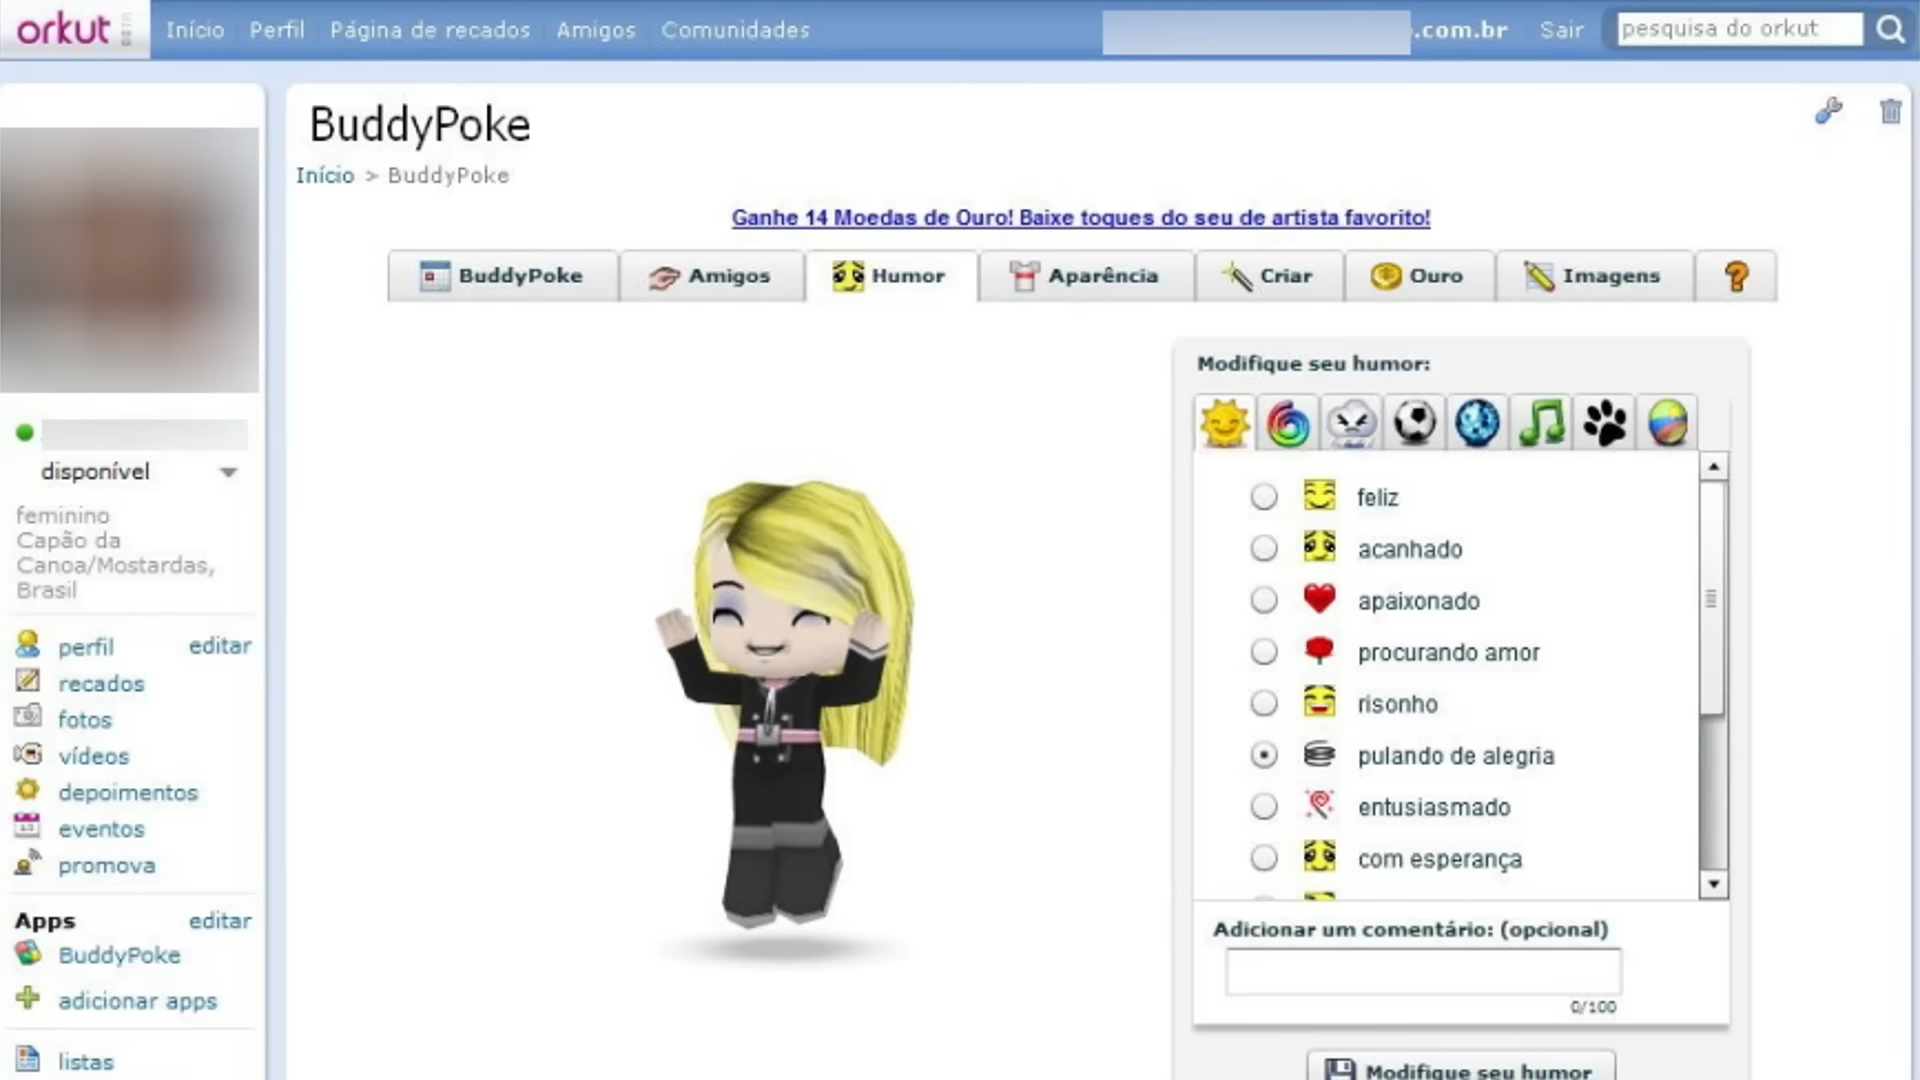 orkut
Início Perfil Página de recados Amigos Comunidades
.com.br Sair
pesquisa do orkut
BuddyPoke
Início > BuddyPoke
Ganhe 14 Moedas de Ouro! Baixe toques do seu de artista favorito!
BuddyPoke Amigos Humor Aparência Criar Ouro Imagens
disponível
feminino
Capão da
Canoa/Mostardas,
Brasil
perfil editar
recados
fotos
vídeos
depoimentos
eventos
promova
Apps editar
BuddyPoke
adicionar apps
listas
Modifique seu humor:
feliz
acanhado
apaixonado
procurando amor
risonho
pulando de alegria
entusiasmado
com esperança
Adicionar um comentário: (opcional)
0/100
Modifique seu humor